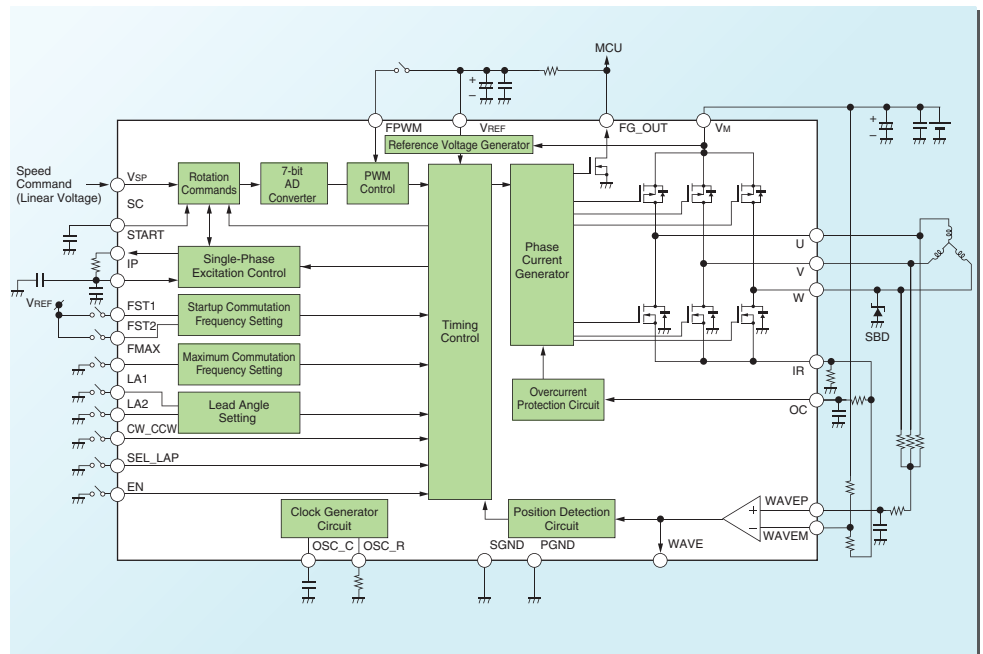 MCU
+
−
FPWM
VREF
FG_OUT
VM
+
−
Reference Voltage Generator
Speed
Command
(Linear Voltage)
VSP
SC
Rotation
Commands
7-bit
AD
Converter
PWM
Control
START
IP
Single-Phase
Excitation Control
Phase
Current
Generator
U
V
W
VREF
FST1
FST2
Startup Commutation
Frequency Setting
Timing
Control
SBD
FMAX
Maximum Commutation
Frequency Setting
IR
LA1
LA2
Lead Angle
Setting
Overcurrent
Protection Circuit
OC
CW_CCW
SEL_LAP
EN
Clock Generator
Circuit
Position Detection
Circuit
+
−
WAVEP
WAVEM
OSC_C
OSC_R
SGND
PGND
WAVE